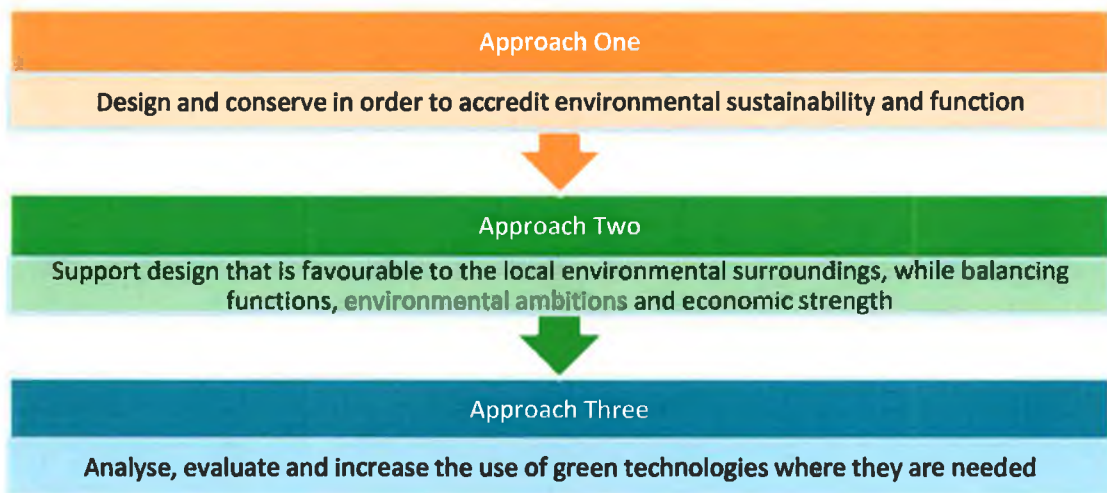 Approach One
Design and conserve in order to accredit environmental sustainability and function
Approach Two
Support design that is favourable to the local environmental surroundings, while balancing
functions, environmental ambitions and economic strength
Approach Three
Analyse, evaluate and increase the use of green technologies where they are needed